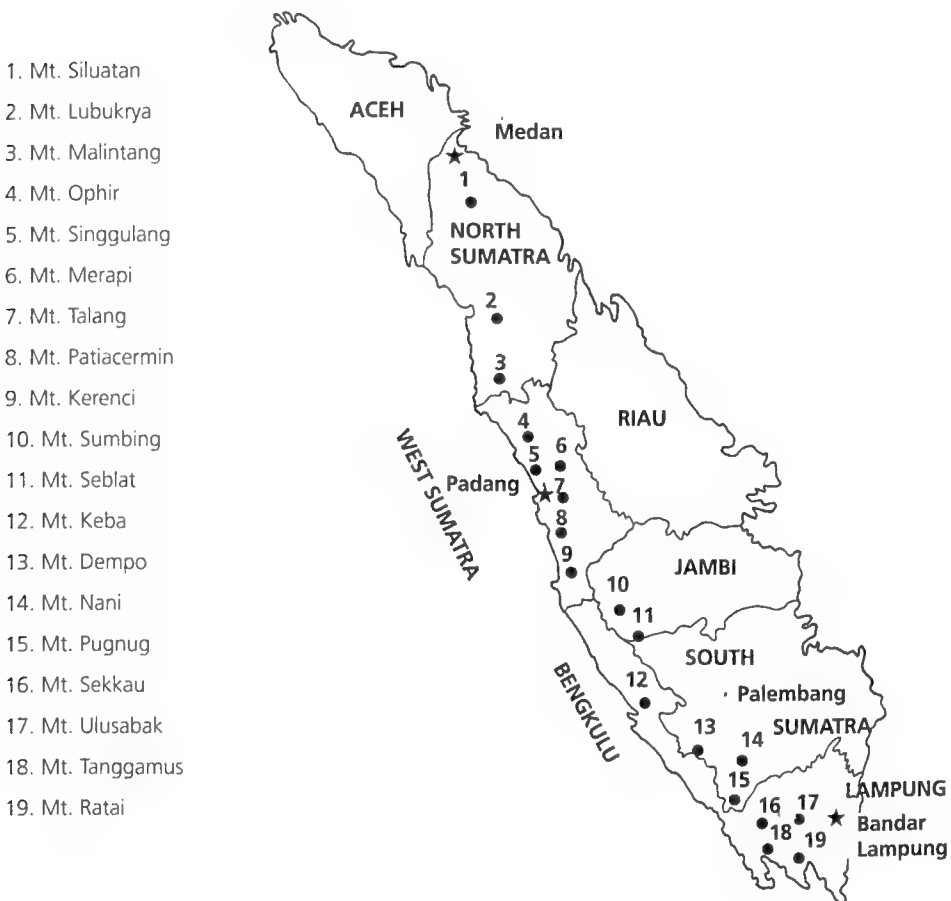 1. Mt. Siluatan
2. Mt. Lubukrya
3. Mt. Malintang
4. Mt. Ophir
5. Mt. Singgulang
6. Mt. Merapi
7. Mt. Talang
8. Mt. Patiacermin
9. Mt. Kerenci
10. Mt. Sumbing
11. Mt. Seblat
12. Mt. Keba
13. Mt. Dempo
14. Mt. Nani
15. Mt. Pugnug
16. Mt. Sekkau
17. Mt. Ulusabak
18. Mt. Tanggamus
19. Mt. Ratai
ACEH
Medan
1
NORTH
SUMATRA
2
3
RIAU
4
5
6
WEST SUMATRA
Padang
7
8
9
JAMBI
10
11
SOUTH
BENGKULU
12
Palembang
SUMATRA
13
14
15
LAMPUNG
16
17
Bandar
18
19
Lampung